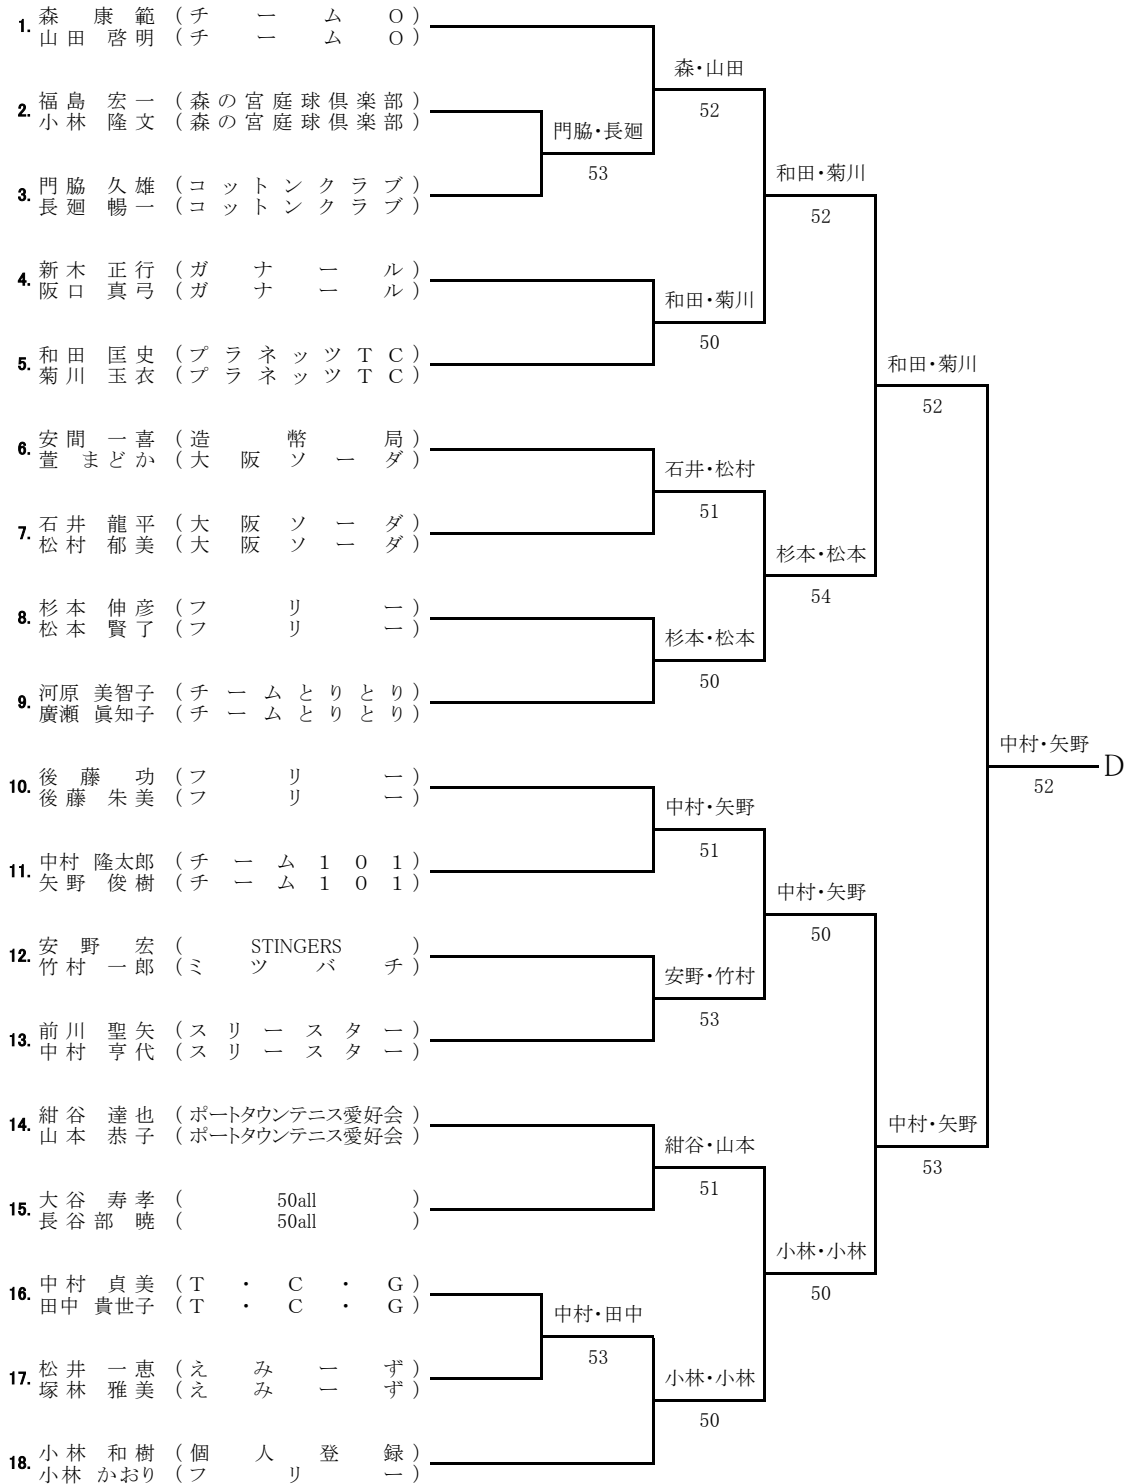 1. 森 康範 (チームO)
山田 啓明 (チームO)
森・山田
52
2. 福島 宏一 (森の宮庭球倶楽部)
小林 隆文 (森の宮庭球倶楽部)
門脇・長廻
53
3. 門脇 久雄 (コットンクラブ)
長廻 暢一 (コットンクラブ)
和田・菊川
52
4. 新木 正行 (ガナール)
阪口 真弓 (ガナール)
和田・菊川
50
5. 和田 匡史 (プラネッツTC)
菊川 玉衣 (プラネッツTC)
和田・菊川
52
6. 安間 一喜 (造幣局)
萱 まどか (大阪ソーダ)
石井・松村
51
7. 石井 龍平 (大阪ソーダ)
松村 郁美 (大阪ソーダ)
杉本・松本
54
8. 杉本 伸彦 (フリー)
松本 賢了 (フリー)
杉本・松本
50
9. 河原 美智子 (チームとりとり)
廣瀬 眞知子 (チームとりとり)
中村・矢野
D
52
10. 後藤 功 (フリー)
後藤 朱美 (フリー)
中村・矢野
51
11. 中村 隆太郎 (チーム101)
矢野 俊樹 (チーム101)
中村・矢野
50
12. 安野 宏 (STINGERS)
竹村 一郎 (ミツバチ)
安野・竹村
53
13. 前川 聖矢 (スリースター)
中村 亨代 (スリースター)
14. 紺谷 達也 (ポートタウンテニス愛好会)
山本 恭子 (ポートタウンテニス愛好会)
中村・矢野
53
紺谷・山本
51
15. 大谷 寿孝 (50all)
長谷部 暁 (50all)
小林・小林
50
16. 中村 貞美 (T・C・G)
田中 貴世子 (T・C・G)
中村・田中
53
17. 松井 一恵 (えみーず)
塚林 雅美 (えみーず)
小林・小林
50
18. 小林 和樹 (個人登録)
小林 かおり (フリー)